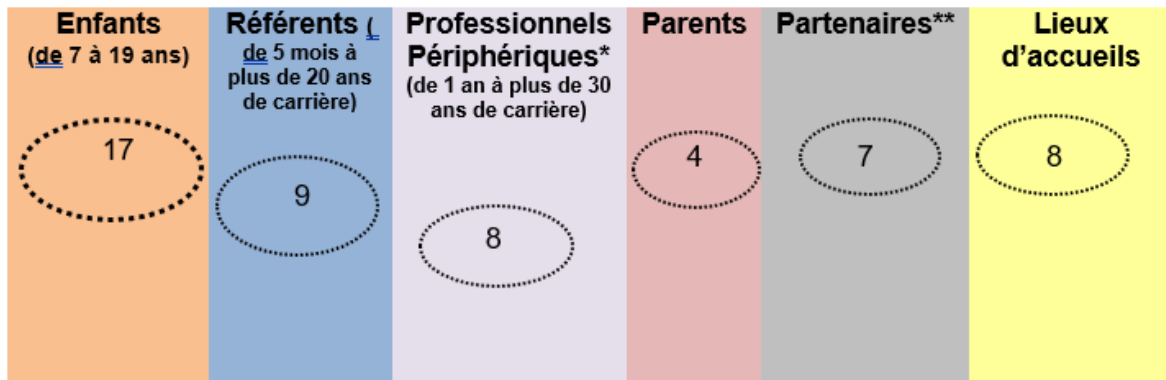 Enfants
(de 7 à 19 ans)
17
Référents (
de 5 mois à
plus de 20 ans
de carrière)
9
Professionnels
Périphériques*
(de 1 an à plus de 30
ans de carrière)
8
Parents
4
Partenaires**
7
Lieux
d’accueils
8